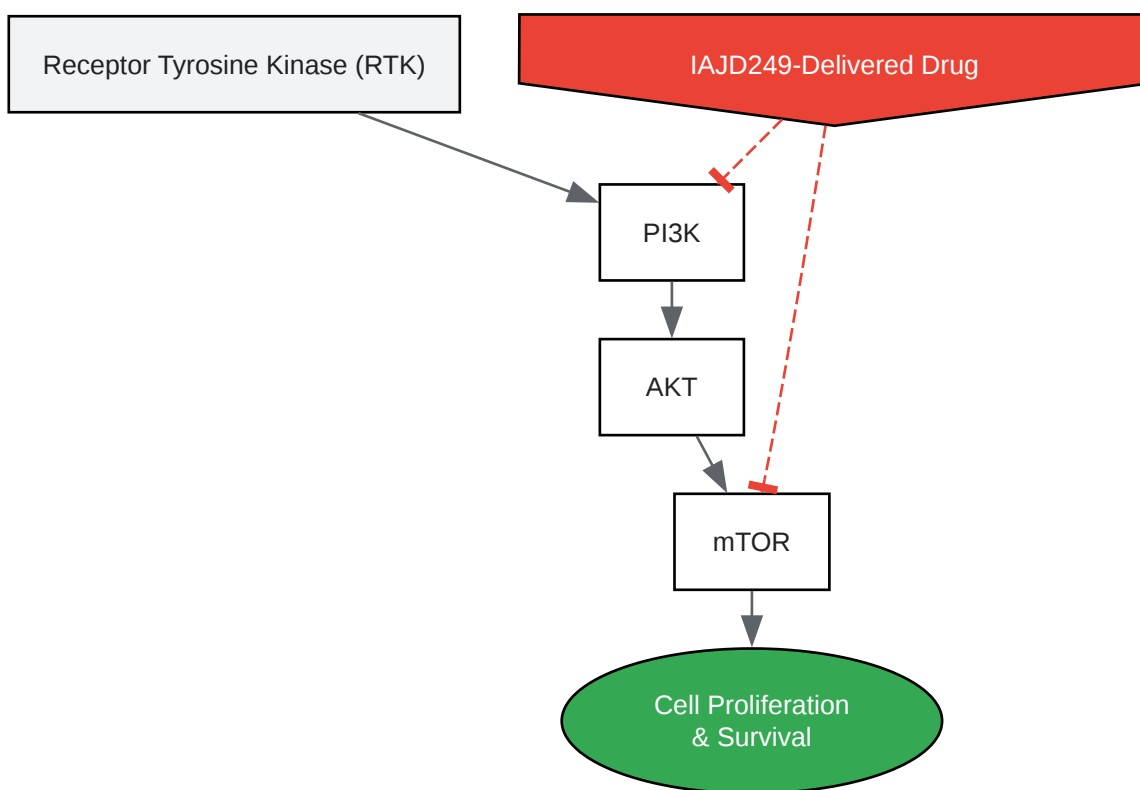 Receptor Tyrosine Kinase (RTK)
IAJD249-Delivered Drug
PI3K
AKT
mTOR
Cell Proliferation
& Survival